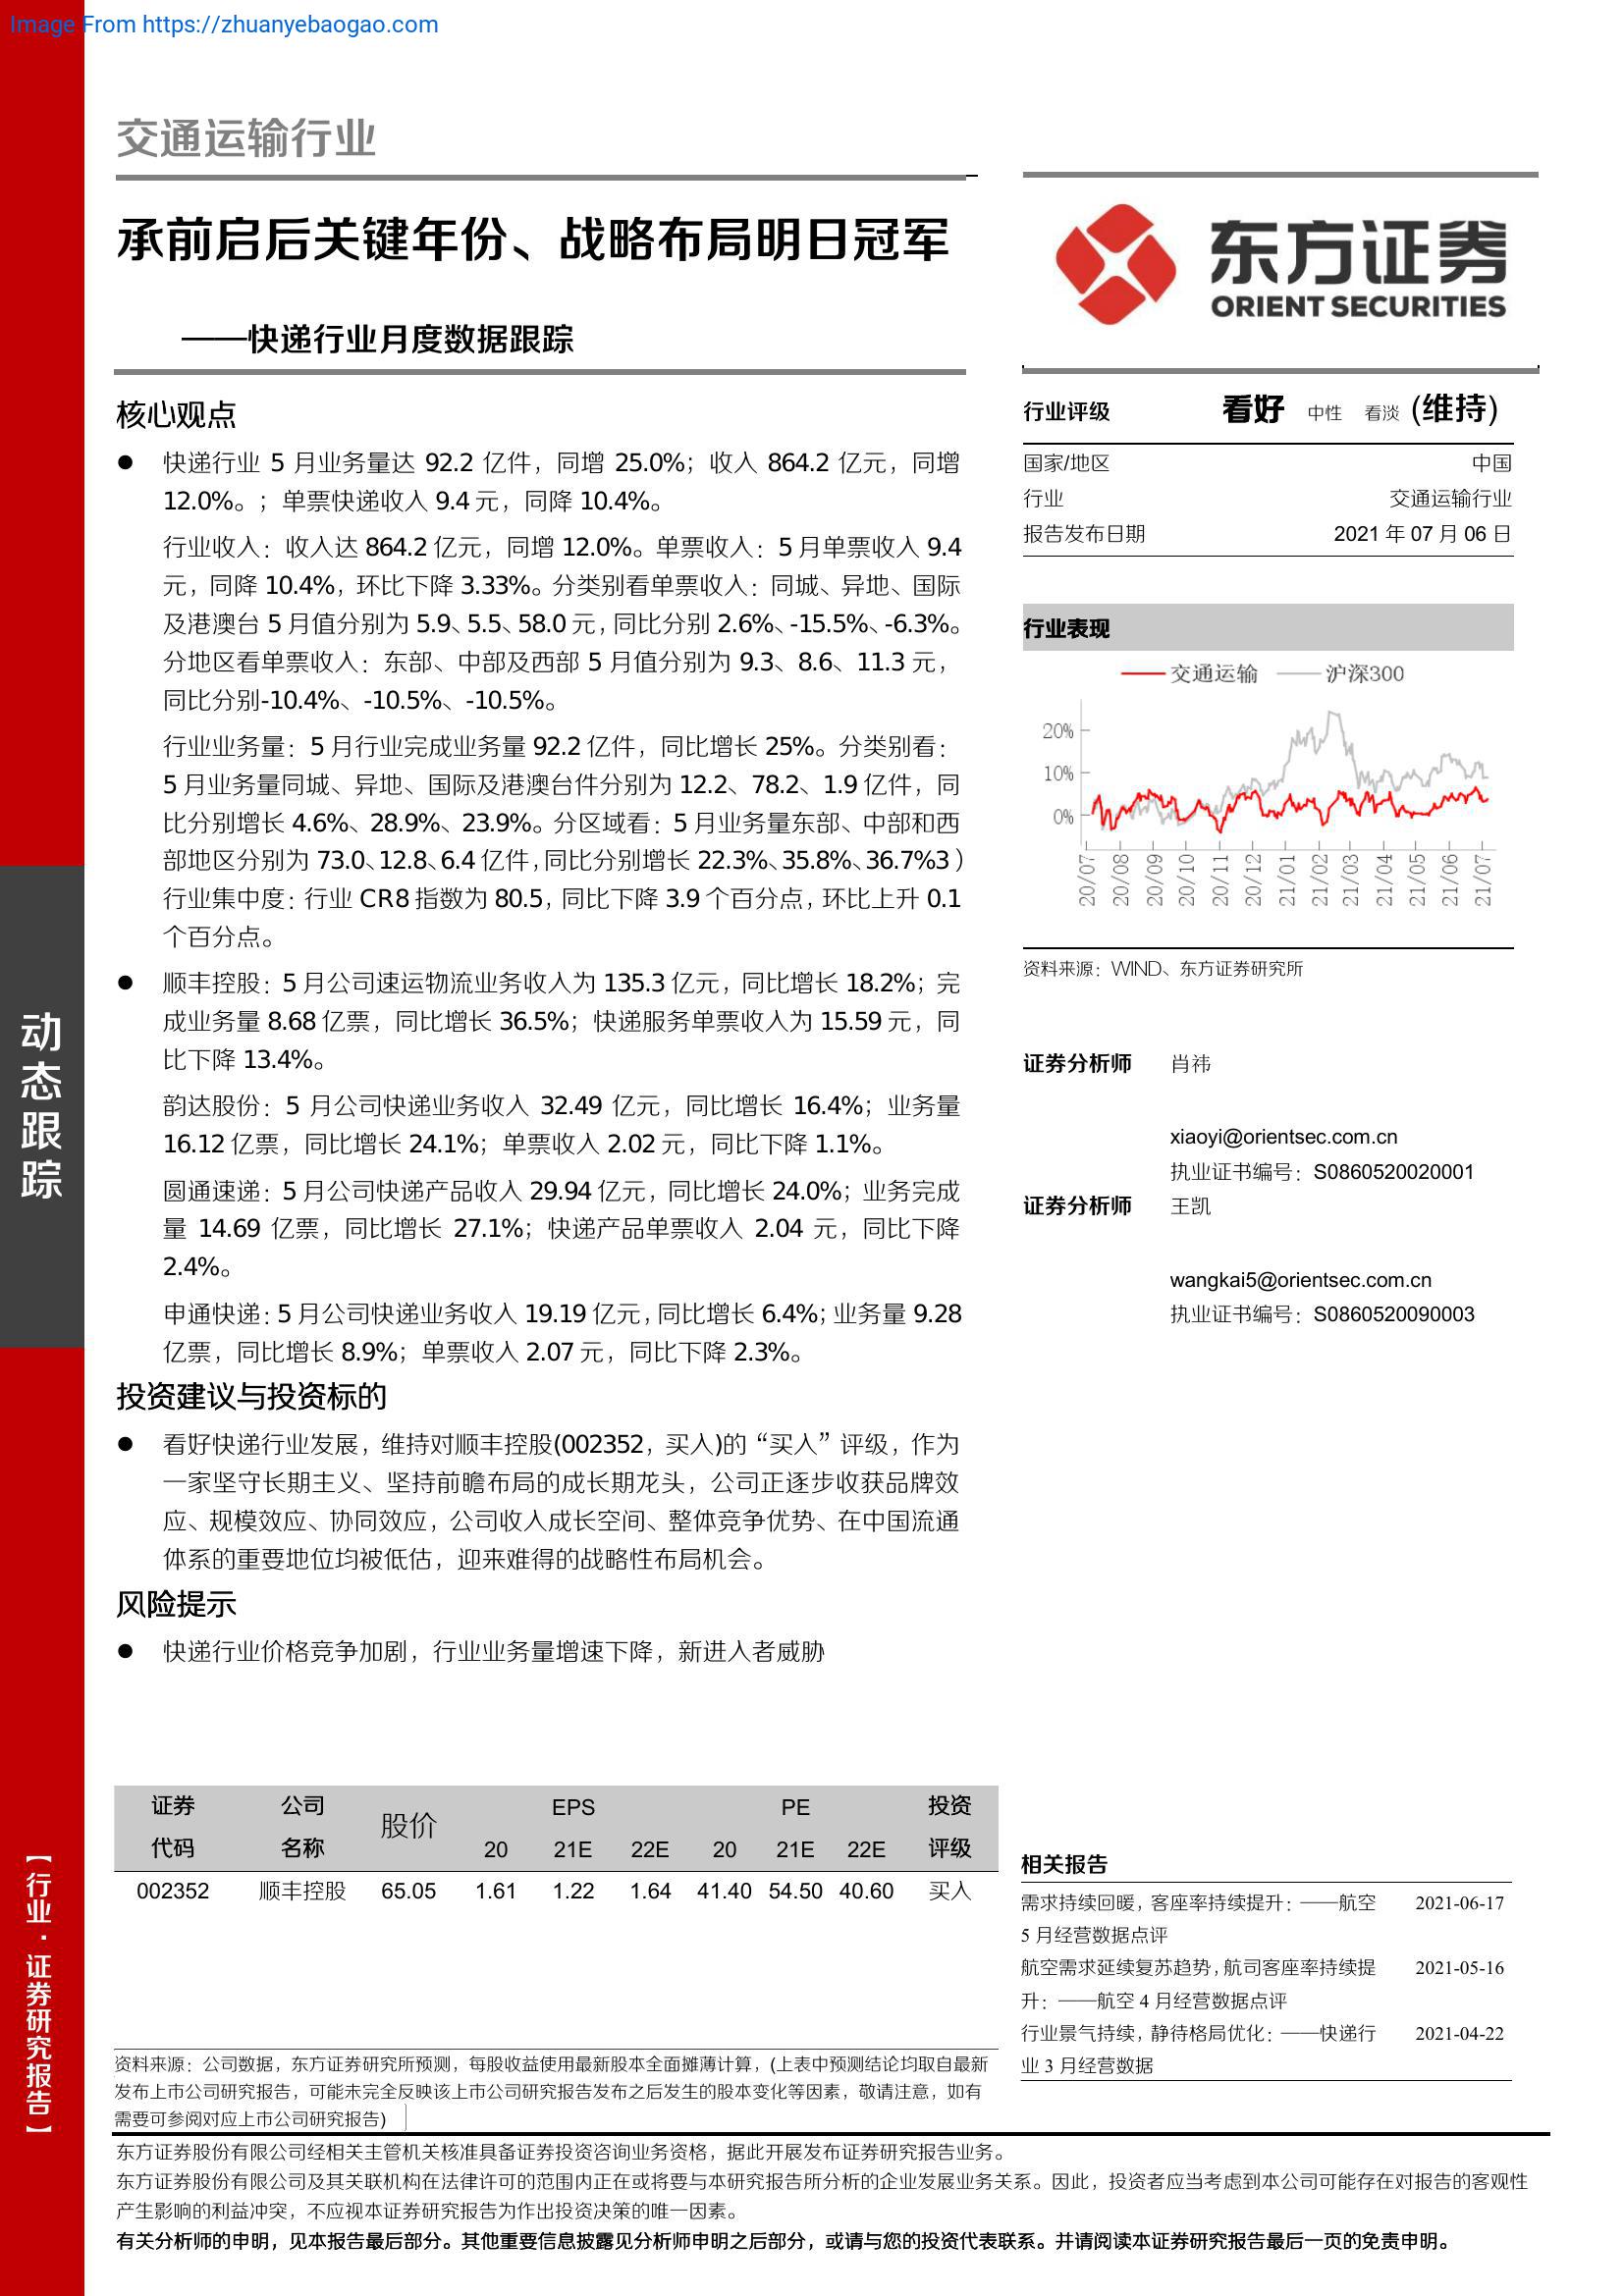 Image From https://zhuanyebaogao.com
交通运输行业
承前启后关键年份、战略布局明日冠军
——快递行业月度数据跟踪
核心观点
● 快递行业 5 月业务量达 92.2 亿件，同增 25.0%；收入 864.2 亿元，同增
12.0%。；单票快递收入 9.4 元，同降 10.4%。
行业收入：收入达 864.2 亿元，同增 12.0%。单票收入：5 月单票收入 9.4
元，同降 10.4%，环比下降 3.33%。分类别看单票收入：同城、异地、国际
及港澳台 5 月值分别为 5.9、5.5、58.0 元，同比分别 2.6%、-15.5%、-6.3%。
分地区看单票收入：东部、中部及西部 5 月值分别为 9.3、8.6、11.3 元，
同比分别-10.4%、-10.5%、-10.5%。
行业业务量：5 月行业完成业务量 92.2 亿件，同比增长 25%。分类别看：
5 月业务量同城、异地、国际及港澳台件分别为 12.2、78.2、1.9 亿件，同
比分别增长 4.6%、28.9%、23.9%。分区域看：5 月业务量东部、中部和西
部地区分别为 73.0、12.8、6.4 亿件，同比分别增长 22.3%、35.8%、36.7%3）
行业集中度：行业 CR8 指数为 80.5，同比下降 3.9 个百分点，环比上升 0.1
个百分点。
● 顺丰控股：5 月公司速运物流业务收入为 135.3 亿元，同比增长 18.2%；完
成业务量 8.68 亿票，同比增长 36.5%；快递服务单票收入为 15.59 元，同
比下降 13.4%。
韵达股份：5 月公司快递业务收入 32.49 亿元，同比增长 16.4%；业务量
16.12 亿票，同比增长 24.1%；单票收入 2.02 元，同比下降 1.1%。
圆通速递：5 月公司快递产品收入 29.94 亿元，同比增长 24.0%；业务完成
量 14.69 亿票，同比增长 27.1%；快递产品单票收入 2.04 元，同比下降
2.4%。
申通快递：5 月公司快递业务收入 19.19 亿元，同比增长 6.4%；业务量 9.28
亿票，同比增长 8.9%；单票收入 2.07 元，同比下降 2.3%。
投资建议与投资标的
● 看好快递行业发展，维持对顺丰控股(002352，买入)的“买入”评级，作为
一家坚守长期主义、坚持前瞻布局的成长期龙头，公司正逐步收获品牌效
应、规模效应、协同效应，公司收入成长空间、整体竞争优势、在中国流通
体系的重要地位均被低估，迎来难得的战略性布局机会。
风险提示
● 快递行业价格竞争加剧，行业业务量增速下降，新进入者威胁
证券 公司 股价 EPS PE 投资
代码 名称 20 21E 22E 20 21E 22E 评级
002352 顺丰控股 65.05 1.61 1.22 1.64 41.40 54.50 40.60 买入
资料来源：公司数据，东方证券研究所预测，每股收益使用最新股本全面摊薄计算，(上表中预测结论均取自最新
发布上市公司研究报告，可能未完全反映该上市公司研究报告发布之后发生的股本变化等因素，敬请注意，如有
需要可参阅对应上市公司研究报告)
东方证券
ORIENT SECURITIES
行业评级 看好 中性 看淡 (维持)
国家/地区 中国
行业 交通运输行业
报告发布日期 2021 年 07 月 06 日
行业表现
交通运输 沪深300
20%
10%
0%
20/07 20/08 20/09 20/10 20/11 20/12 21/01 21/02 21/03 21/04 21/05 21/06 21/07
资料来源：WIND、东方证券研究所
证券分析师 肖祎
xiaoyi@orientsec.com.cn
执业证书编号：S0860520020001
证券分析师 王凯
wangkai5@orientsec.com.cn
执业证书编号：S0860520090003
相关报告
需求持续回暖，客座率持续提升：——航空 2021-06-17
5 月经营数据点评
航空需求延续复苏趋势，航司客座率持续提 2021-05-16
升：——航空 4 月经营数据点评
行业景气持续，静待格局优化：——快递行 2021-04-22
业 3 月经营数据
动态跟踪
【行业·证券研究报告】
东方证券股份有限公司经相关主管机关核准具备证券投资咨询业务资格，据此开展发布证券研究报告业务。
东方证券股份有限公司及其关联机构在法律许可的范围内正在或将要与本研究报告所分析的企业发展业务关系。因此，投资者应当考虑到本公司可能存在对报告的客观性
产生影响的利益冲突，不应视本证券研究报告为作出投资决策的唯一因素。
有关分析师的申明，见本报告最后部分。其他重要信息披露见分析师申明之后部分，或请与您的投资代表联系。并请阅读本证券研究报告最后一页的免责申明。